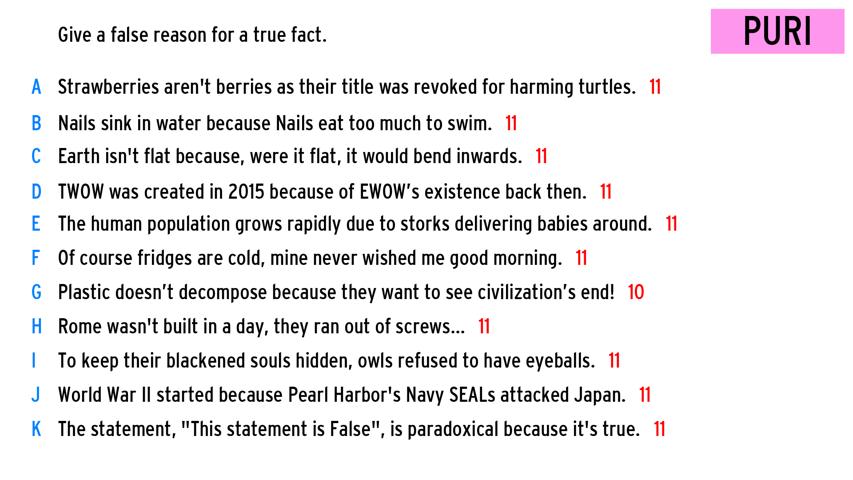 Give a false reason for a true fact.
PURI
A Strawberries aren't berries as their title was revoked for harming turtles. 11
B Nails sink in water because Nails eat too much to swim. 11
C Earth isn't flat because, were it flat, it would bend inwards. 11
D TWOW was created in 2015 because of EWOW’s existence back then. 11
E The human population grows rapidly due to storks delivering babies around. 11
F Of course fridges are cold, mine never wished me good morning. 11
G Plastic doesn’t decompose because they want to see civilization’s end! 10
H Rome wasn't built in a day, they ran out of screws... 11
I To keep their blackened souls hidden, owls refused to have eyeballs. 11
J World War II started because Pearl Harbor's Navy SEALs attacked Japan. 11
K The statement, "This statement is False", is paradoxical because it's true. 11